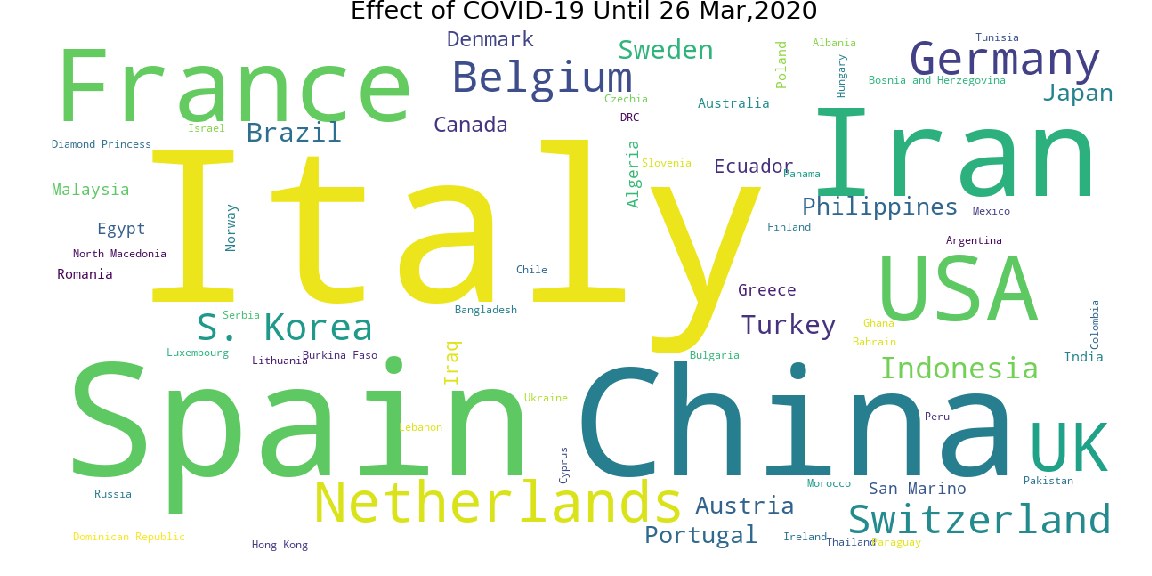 Effect of COVID-19 Until 26 Mar,2020
Denmark
Sweden
Poland
Albania
Tunisia
France
Belgium
Hungary
Germany
Bosnia and Herzegovina
Japan
Czechia
Australia
Israel
Brazil
Canada
DRC
Iran
Diamond Princess
Italy
Algeria
Slovenia
Ecuador
Panama
Malaysia
Philippines
Mexico
Egypt
Norway
Finland
Argentina
North Macedonia
Romania
Chile
USA
Greece
Bangladesh
Colombia
Serbia
S. Korea
Turkey
Ghana
Bahrain
Luxembourg
Lithuania
Burkina Faso
Iraq
Bulgaria
India
Spain
China
Indonesia
Ukraine
Peru
Lebanon
UK
Cyprus
Russia
Netherlands
Morocco
San Marino
Pakistan
Austria
Switzerland
Dominican Republic
Hong Kong
Portugal
Ireland
Thailand
Paraguay